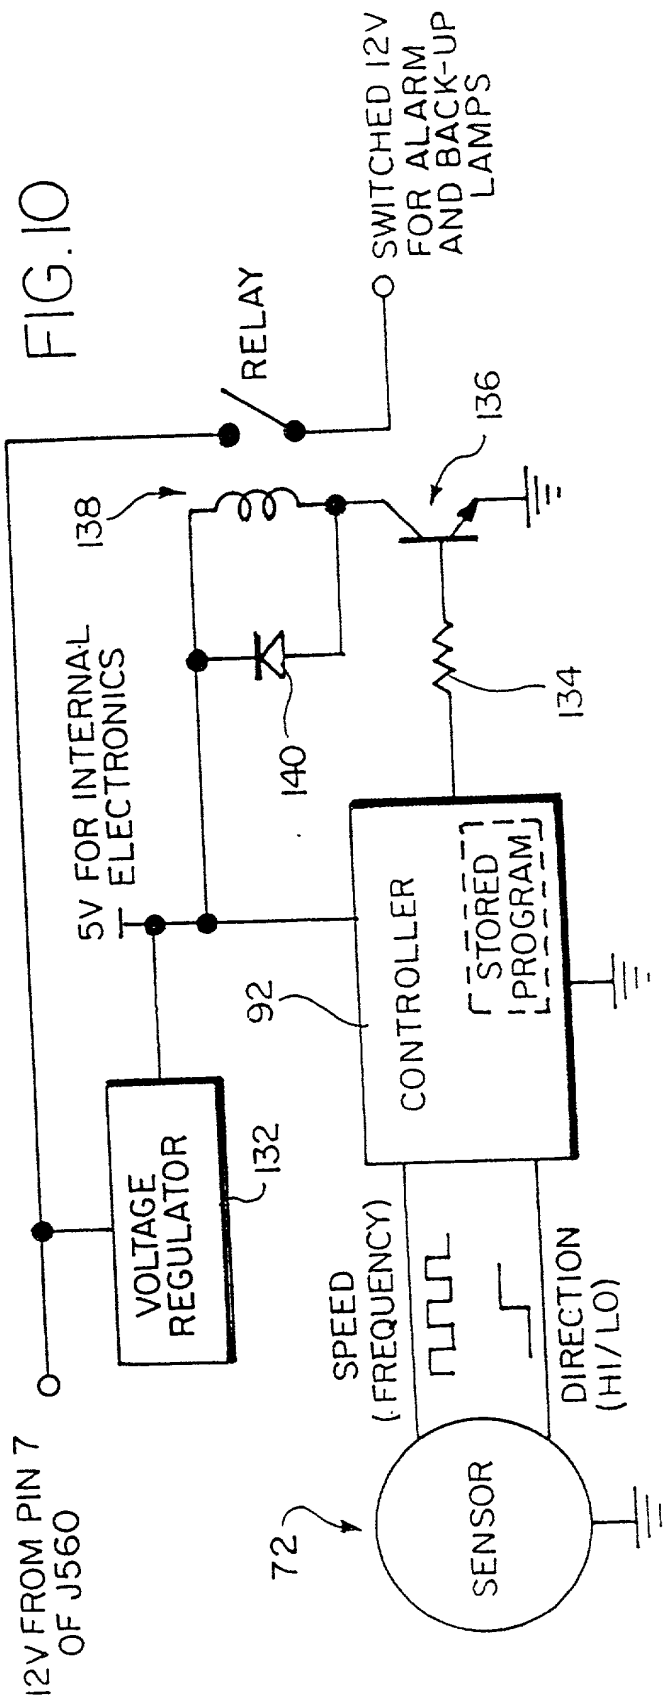 FIG. 10
12V FROM PIN 7
OF J560
VOLTAGE
REGULATOR
132
5V FOR INTERNAL
ELECTRONICS
138
RELAY
140
SWITCHED 12V
FOR ALARM
AND BACK-UP
LAMPS
72
SENSOR
SPEED
(FREQUENCY)
DIRECTION
(HI/LO)
92
CONTROLLER
STORED
PROGRAM
134
136